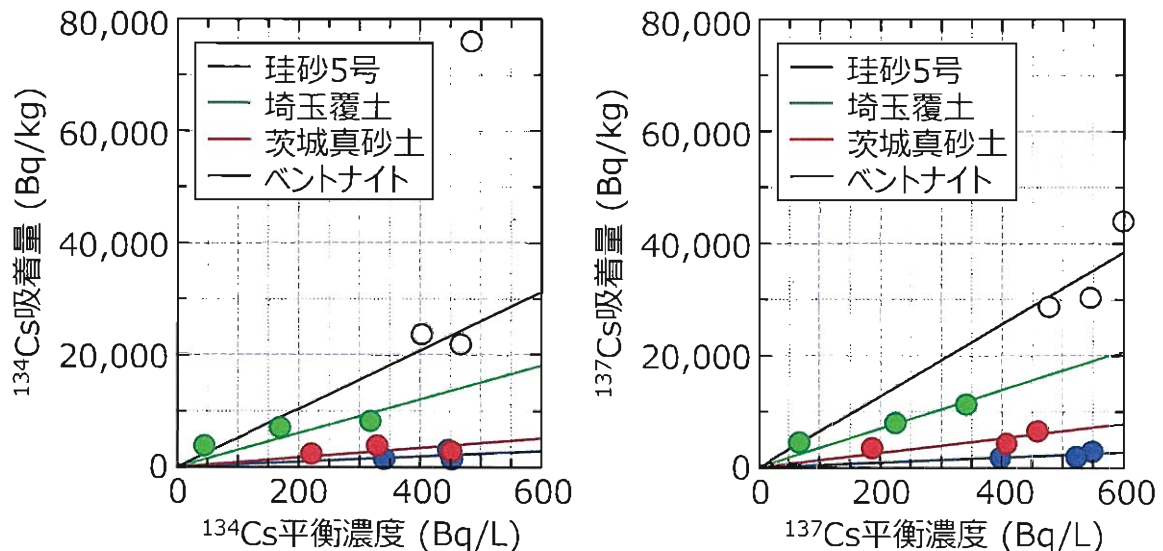 80,000
60,000
40,000
20,000
0
0
200
400
600
¹³⁴Cs吸着量 (Bq/kg)
¹³⁴Cs平衡濃度 (Bq/L)
珪砂5号
埼玉覆土
茨城真砂土
ベントナイト
80,000
60,000
40,000
20,000
0
0
200
400
600
¹³⁷Cs吸着量 (Bq/kg)
¹³⁷Cs平衡濃度 (Bq/L)
珪砂5号
埼玉覆土
茨城真砂土
ベントナイト